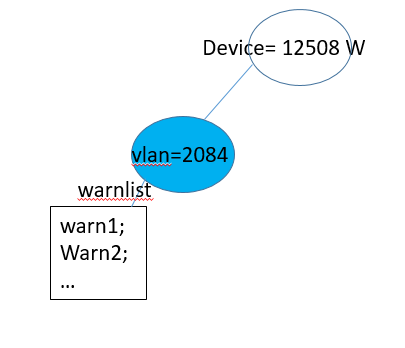 Device= 12508 W
vlan=2084
warnlist
warn1;
Warn2;
...